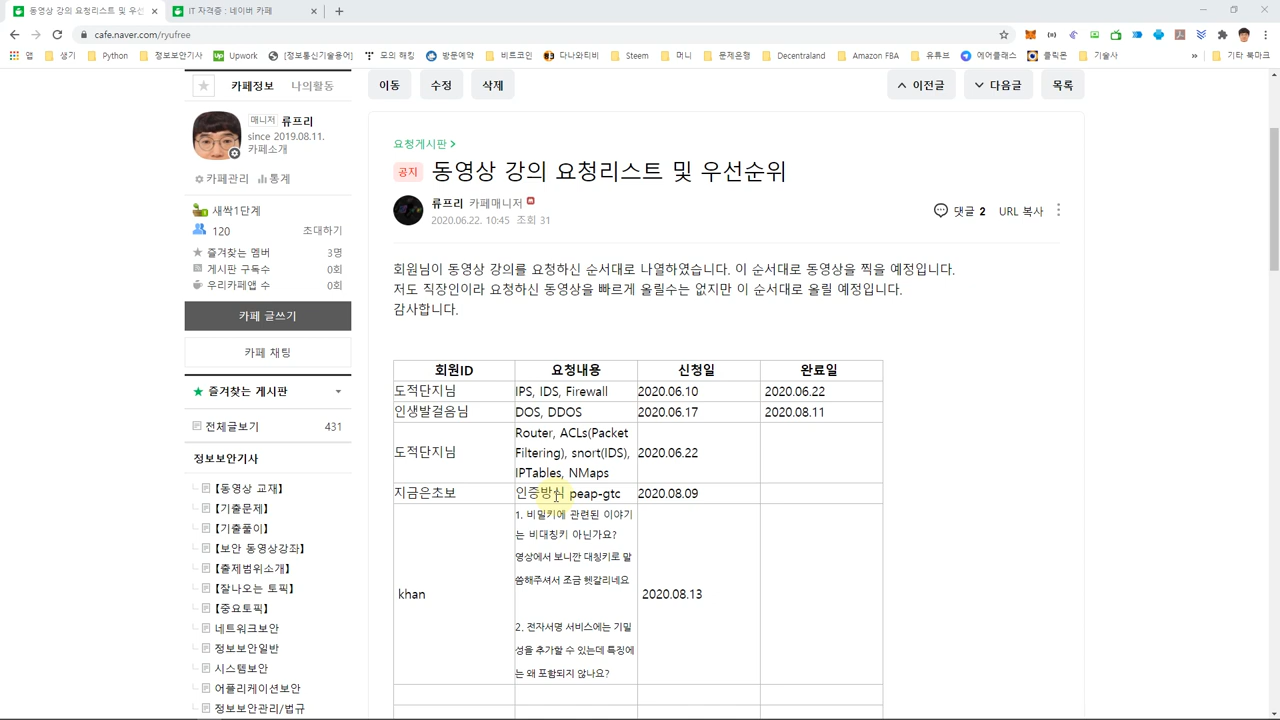 동영상 강의 요청리스트 및 우선
IT 자격증 : 네이버 카페
cafe.naver.com/ryufree
앱
생기
Python
정보보안기사
Upwork
[정보통신기술용어]
모의 해킹
방문예약
비트코인
다나와티비
Steem
머니
문제은행
Decentraland
Amazon FBA
유튜브
에어클래스
클릭몬
기술사
기타 북마크
카페정보 나의활동
매니저 류프리
since 2019.08.11.
카페소개
카페관리 통계
새싹1단계
120 초대하기
즐겨찾는 멤버 3명
게시판 구독수 0회
우리카페앱 수 0회
카페 글쓰기
카페 채팅
즐겨찾는 게시판
전체글보기 431
정보보안기사
【동영상 교재】
【기출문제】
【기출풀이】
【보안 동영상강좌】
【출제범위소개】
【잘나오는 토픽】
【중요토픽】
네트워크보안
정보보안일반
시스템보안
어플리케이션보안
정보보안관리/법규
이동 수정 삭제
이전글 다음글 목록
요청게시판
공지 동영상 강의 요청리스트 및 우선순위
류프리 카페매니저
2020.06.22. 10:45 조회 31
댓글 2 URL 복사
회원님이 동영상 강의를 요청하신 순서대로 나열하였습니다. 이 순서대로 동영상을 찍을 예정입니다.
저도 직장인이라 요청하신 동영상을 빠르게 올릴수는 없지만 이 순서대로 올릴 예정입니다.
감사합니다.
회원ID 요청내용 신청일 완료일
도적단지님 IPS, IDS, Firewall 2020.06.10 2020.06.22
인생발걸음님 DOS, DDOS 2020.06.17 2020.08.11
도적단지님
Router, ACLs(Packet
Filtering), snort(IDS),
IPTables, NMaps
2020.06.22
지금은초보 인증방식 peap-gtc 2020.08.09
khan
1. 비밀키에 관련된 이야기
는 비대칭키 아닌가요?
영상에서 보니깐 대칭키로 말
씀해주셔서 조금 헷갈리네요
2. 전자서명 서비스에는 기밀
성을 추가할 수 있는데 특징에
는 왜 포함되지 않나요?
2020.08.13